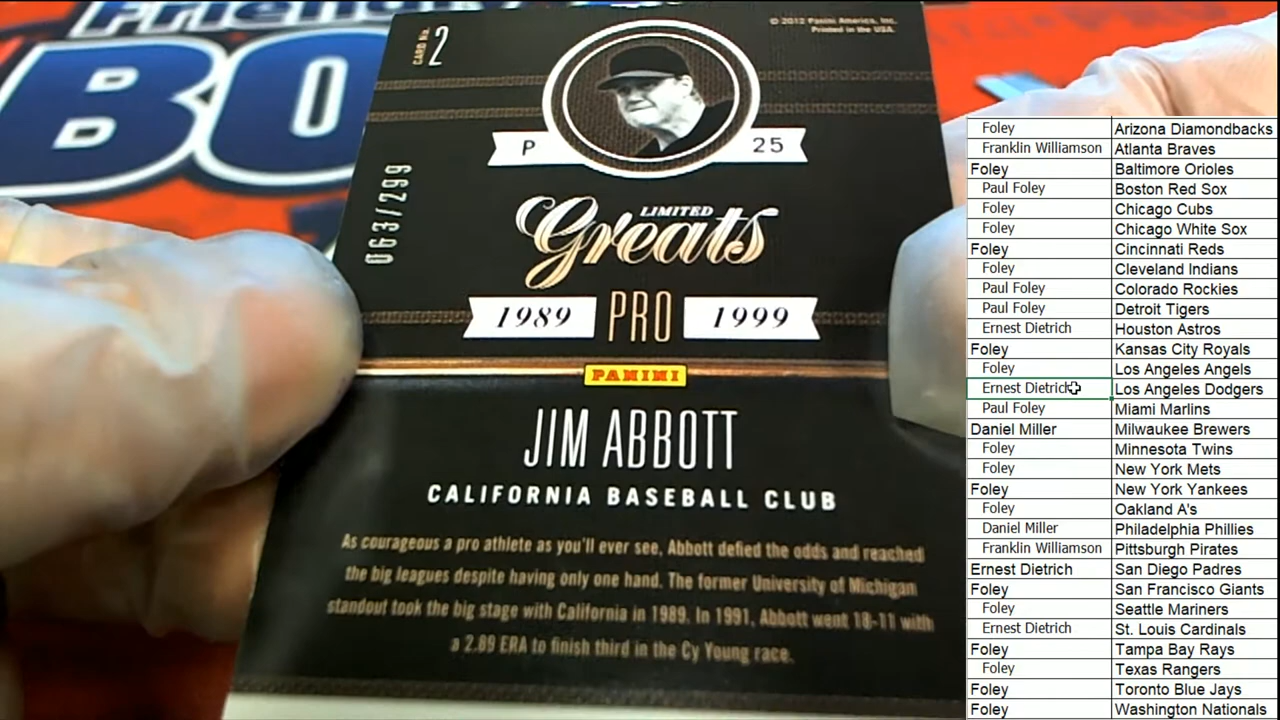 Friendly
BO
CARD No. 2
© 2012 Panini America, Inc.
Printed in the USA.
P 25
063/299
LIMITED
Greats
1989 PRO 1999
PANINI
JIM ABBOTT
CALIFORNIA BASEBALL CLUB
As courageous a pro athlete as you'll ever see, Abbott defied the odds and reached
the big leagues despite having only one hand. The former University of Michigan
standout took the big stage with California in 1989. In 1991, Abbott went 18-11 with
a 2.89 ERA to finish third in the Cy Young race.
Foley Arizona Diamondbacks
Franklin Williamson Atlanta Braves
Foley Baltimore Orioles
Paul Foley Boston Red Sox
Foley Chicago Cubs
Foley Chicago White Sox
Foley Cincinnati Reds
Foley Cleveland Indians
Paul Foley Colorado Rockies
Paul Foley Detroit Tigers
Ernest Dietrich Houston Astros
Foley Kansas City Royals
Foley Los Angeles Angels
Ernest Dietrich Los Angeles Dodgers
Paul Foley Miami Marlins
Daniel Miller Milwaukee Brewers
Foley Minnesota Twins
Foley New York Mets
Foley New York Yankees
Foley Oakland A's
Daniel Miller Philadelphia Phillies
Franklin Williamson Pittsburgh Pirates
Ernest Dietrich San Diego Padres
Foley San Francisco Giants
Foley Seattle Mariners
Ernest Dietrich St. Louis Cardinals
Foley Tampa Bay Rays
Foley Texas Rangers
Foley Toronto Blue Jays
Foley Washington Nationals